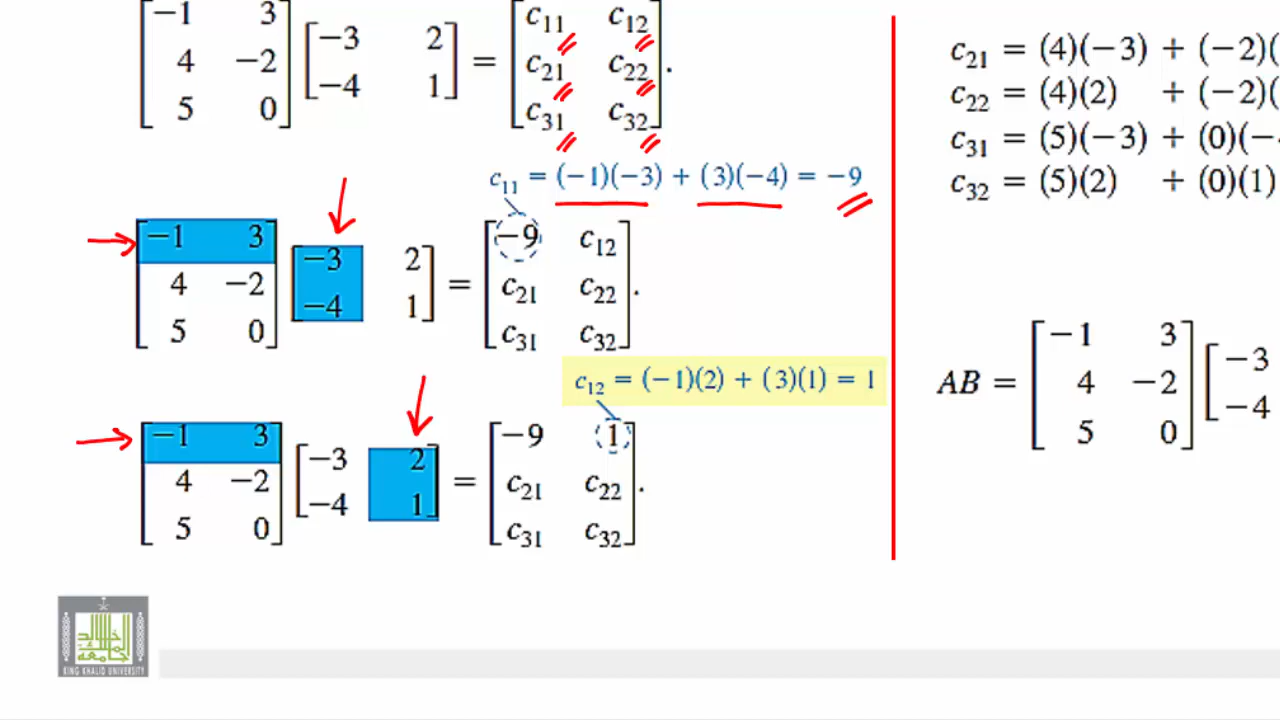 −1 3
4 −2
5 0
−3 2
−4 1
=
c11 c12
c21 c22
c31 c32
.
c11 = (−1)(−3) + (3)(−4) = −9
−1 3
4 −2
5 0
−3 2
−4 1
=
−9 c12
c21 c22
c31 c32
.
c12 = (−1)(2) + (3)(1) = 1
−1 3
4 −2
5 0
−3 2
−4 1
=
−9 1
c21 c22
c31 c32
.
c21 = (4)(−3) + (−2)(
c22 = (4)(2) + (−2)(
c31 = (5)(−3) + (0)(−
c32 = (5)(2) + (0)(1)
AB =
−1 3
4 −2
5 0
−3
−4
KING KHALID UNIVERSITY